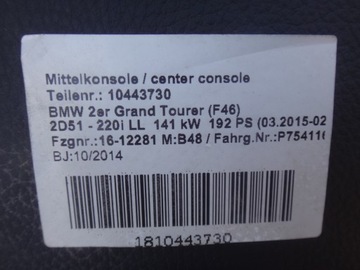 Mittelkonsole / center console
Teilenr.: 10443730
BMW 2er Grand Tourer (F46)
2D51 - 220i LL 141 kW 192 PS (03.2015-02
Fzgnr.:16-12281 M:B48 / Fahrg.Nr.:P754116
BJ:10/2014
1810443730